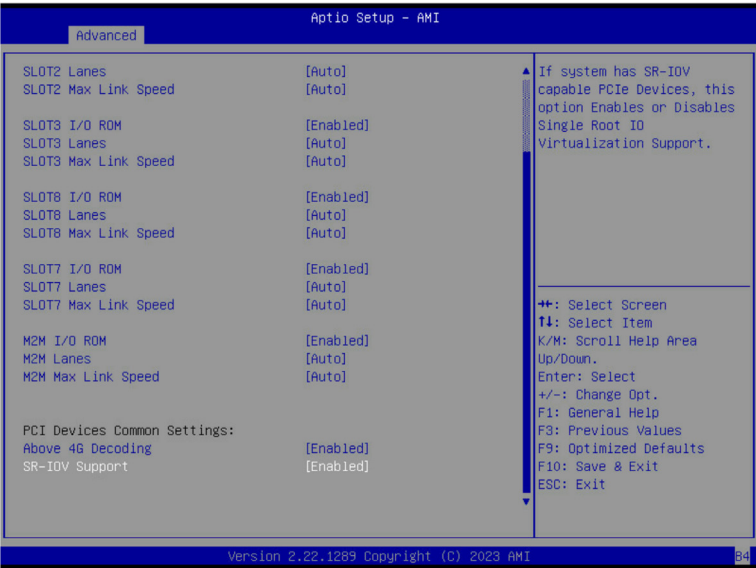 Aptio Setup – AMI
Advanced
SLOT2 Lanes [Auto]
SLOT2 Max Link Speed [Auto]
SLOT3 I/O ROM [Enabled]
SLOT3 Lanes [Auto]
SLOT3 Max Link Speed [Auto]
SLOT8 I/O ROM [Enabled]
SLOT8 Lanes [Auto]
SLOT8 Max Link Speed [Auto]
SLOT7 I/O ROM [Enabled]
SLOT7 Lanes [Auto]
SLOT7 Max Link Speed [Auto]
M2M I/O ROM [Enabled]
M2M Lanes [Auto]
M2M Max Link Speed [Auto]
PCI Devices Common Settings:
Above 4G Decoding [Enabled]
SR-IOV Support [Enabled]
If system has SR-IOV
capable PCIe Devices, this
option Enables or Disables
Single Root IO
Virtualization Support.
→←: Select Screen
↑↓: Select Item
K/M: Scroll Help Area
Up/Down.
Enter: Select
+/-: Change Opt.
F1: General Help
F3: Previous Values
F9: Optimized Defaults
F10: Save & Exit
ESC: Exit
Version 2.22.1289 Copyright (C) 2023 AMI
B4